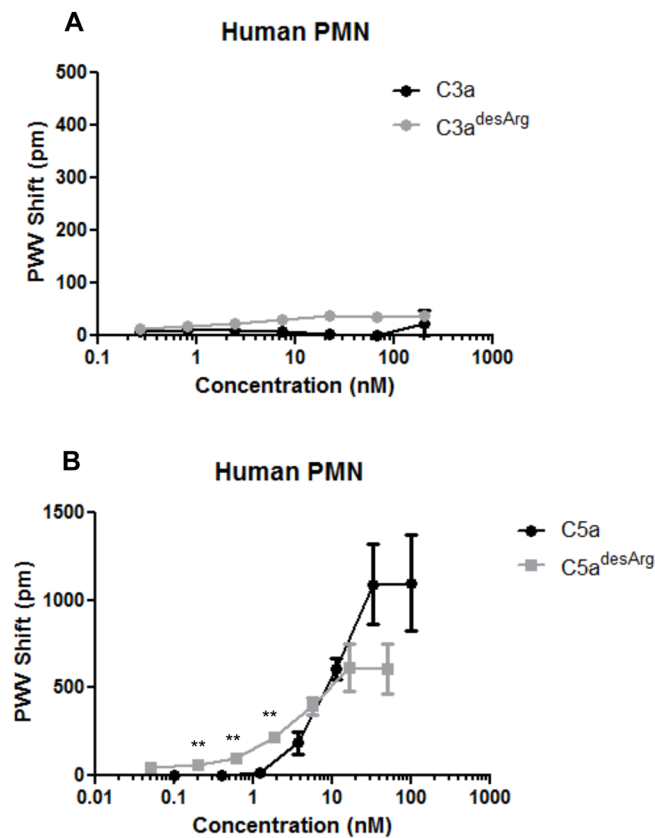 A
Human PMN
500
400
300
200
100
0
PWV Shift (pm)
0.1 1 10 100 1000
Concentration (nM)
C3a
C3a^desArg
B
Human PMN
1500
1000
500
0
PWV Shift (pm)
** ** **
0.01 0.1 1 10 100 1000
Concentration (nM)
C5a
C5a^desArg